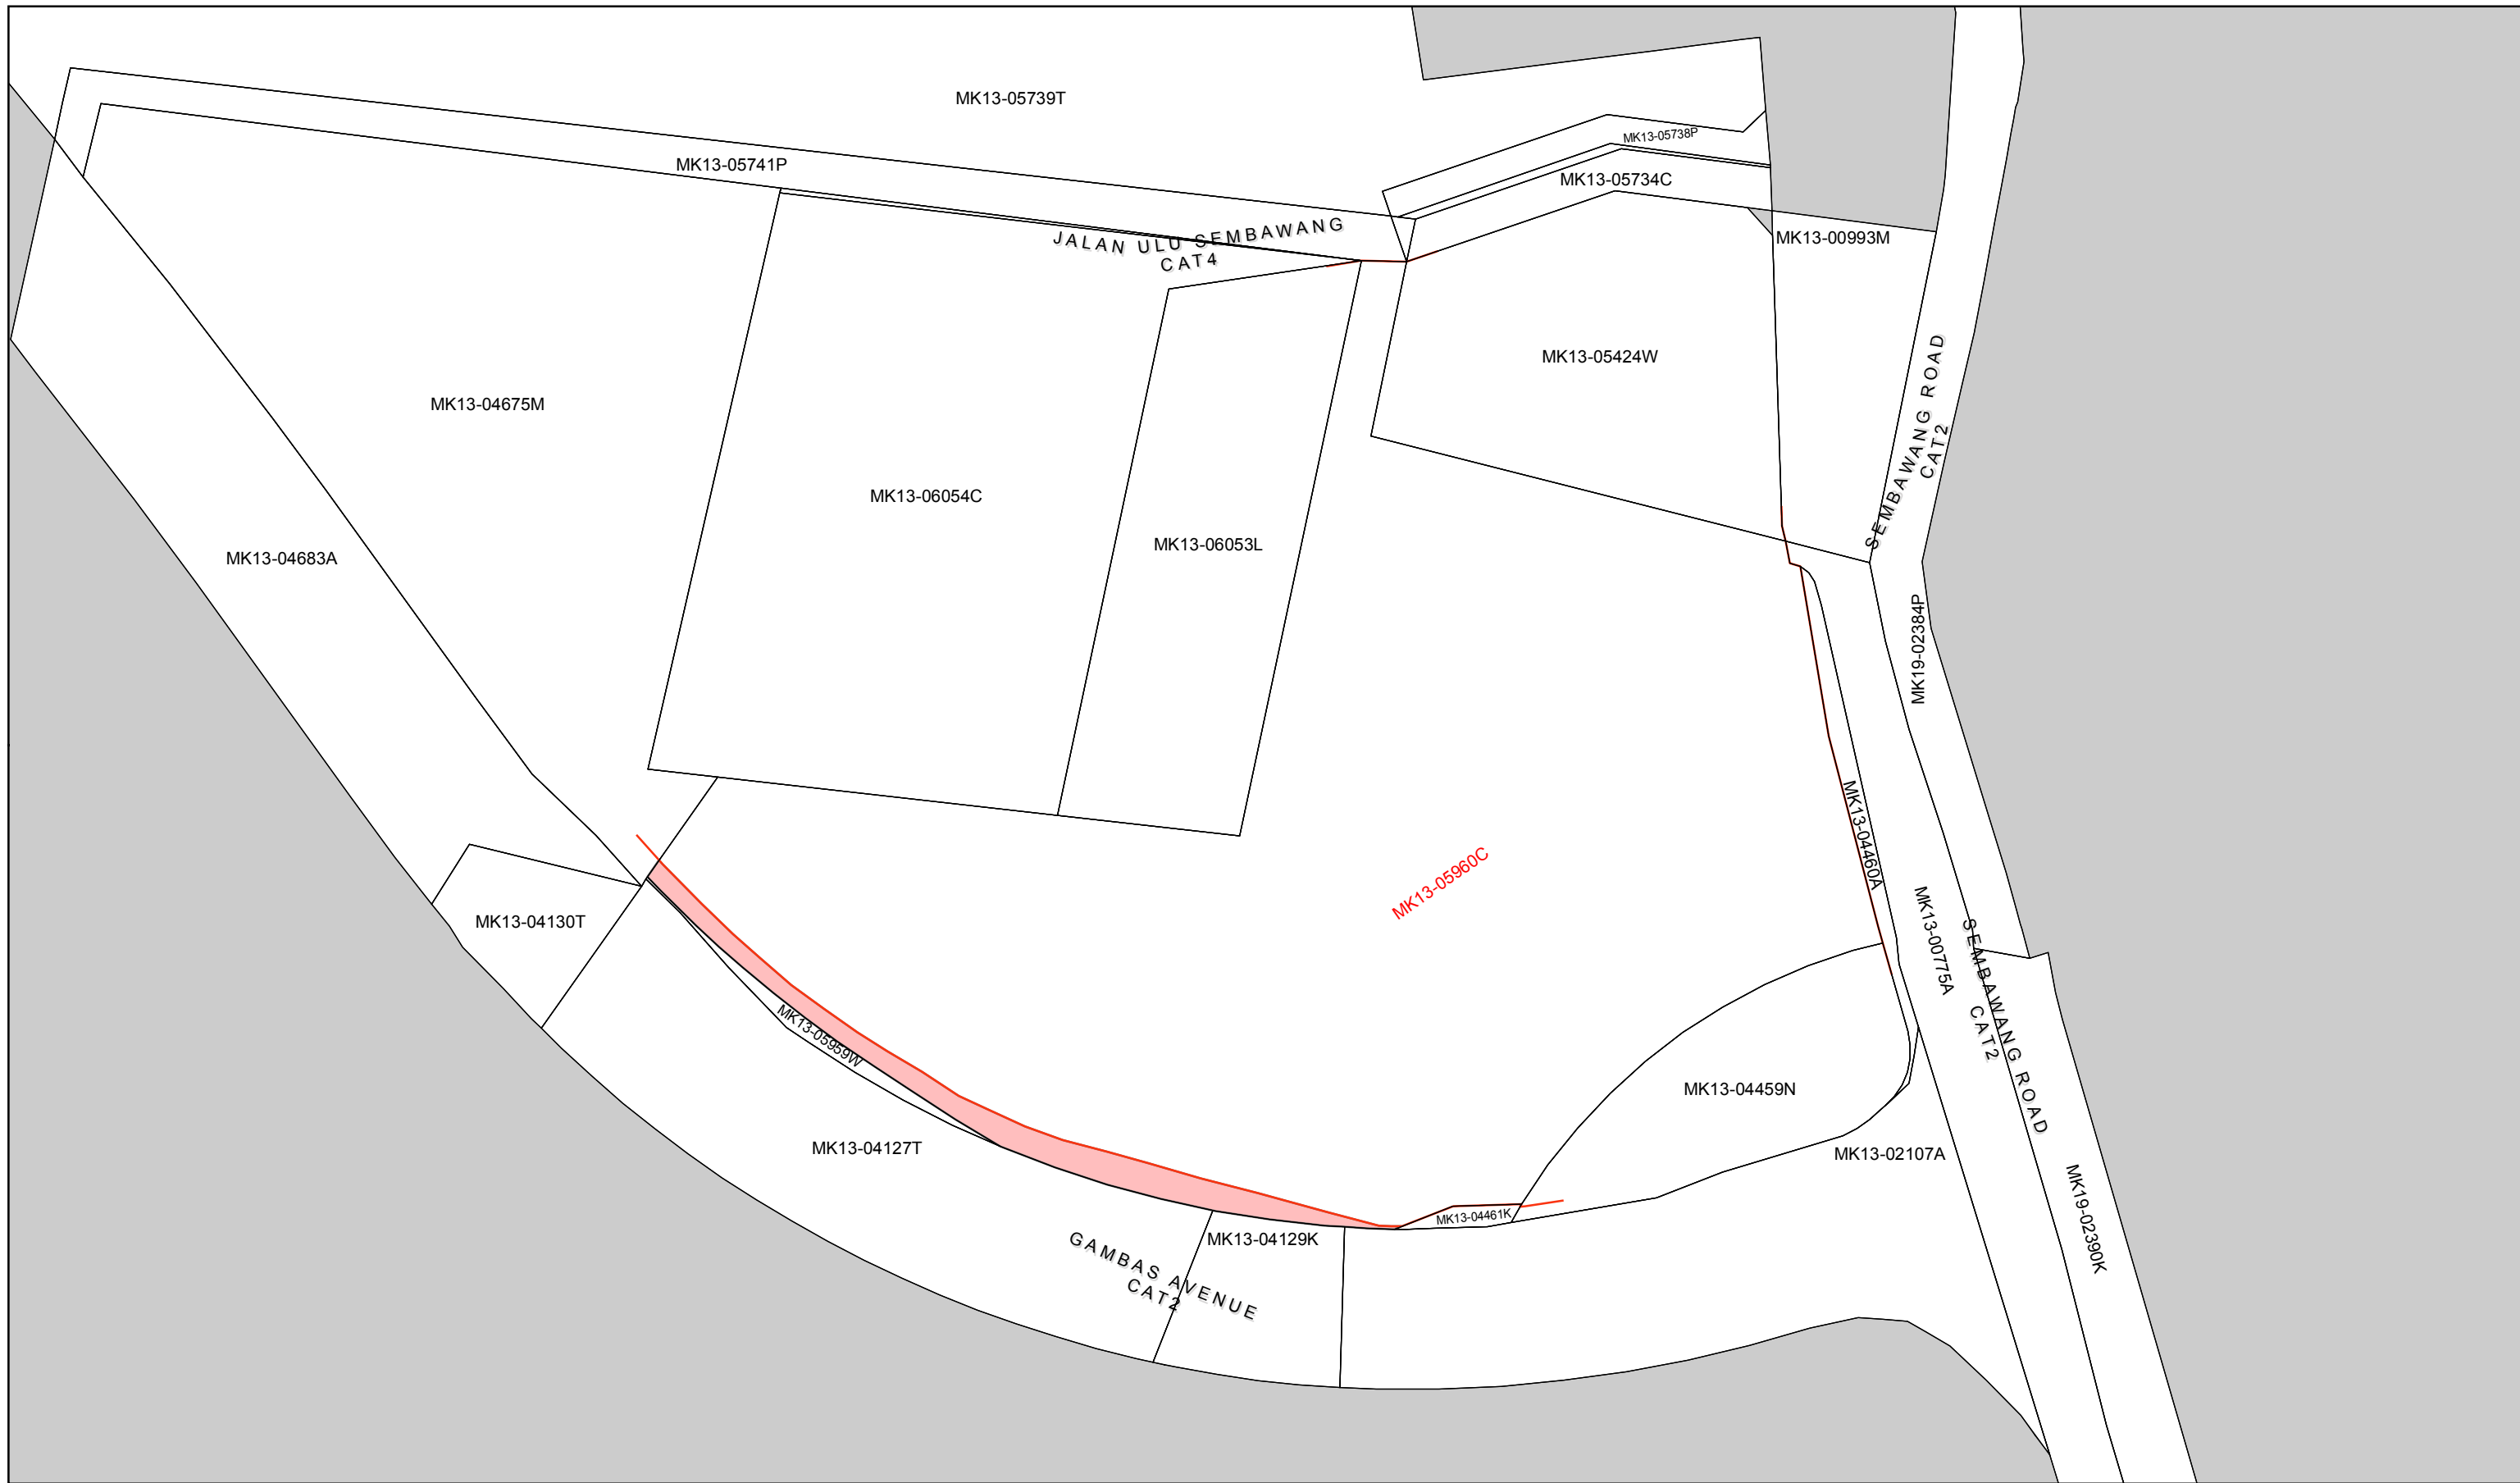 MK13-05739T
MK13-05738P
MK13-05741P
MK13-05734C
JALAN ULU SEMBAWANG
CAT4
MK13-00993M
MK13-05424W
MK13-04675M
SEMBAWANG ROAD
CAT2
MK13-06054C
MK13-06053L
MK13-04683A
MK19-02384P
MK13-04460A
MK13-05960C
MK13-04130T
MK13-00775A
SEMBAWANG ROAD
CAT2
MK13-05959W
MK13-04459N
MK13-04127T
MK13-02107A
MK13-04461K
MK13-04129K
MK19-02390K
GAMBAS AVENUE
CAT2